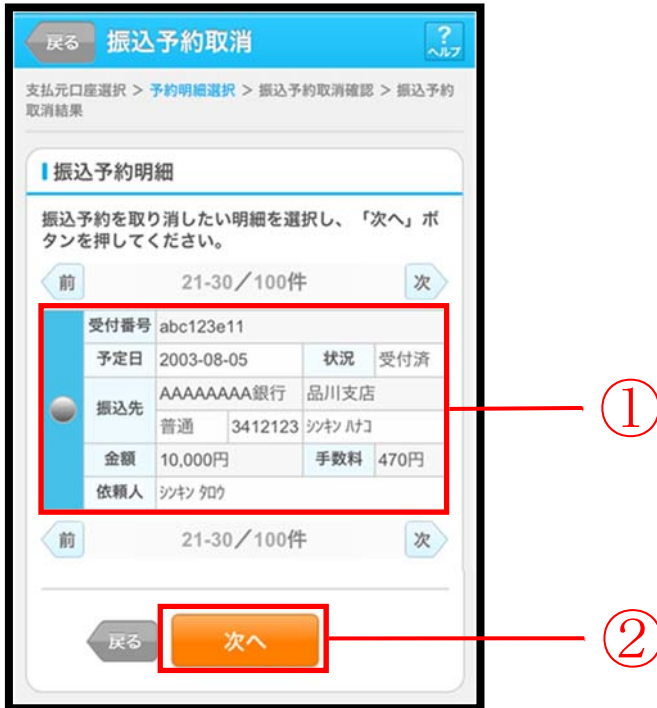 戻る 振込予約取消 ? ヘルプ
支払元口座選択 > 予約明細選択 > 振込予約取消確認 > 振込予約
取消結果
振込予約明細
振込予約を取り消したい明細を選択し、「次へ」ボ
タンを押してください。
前 21-30／100件 次
受付番号 abc123e11
予定日 2003-08-05 状況 受付済
振込先 AAAAAAAA銀行 品川支店
普通 3412123 ｼﾝｷﾝ ﾊﾅｺ
金額 10,000円 手数料 470円
依頼人 ｼﾝｷﾝ ﾀﾛｳ
①
前 21-30／100件 次
戻る 次へ
②